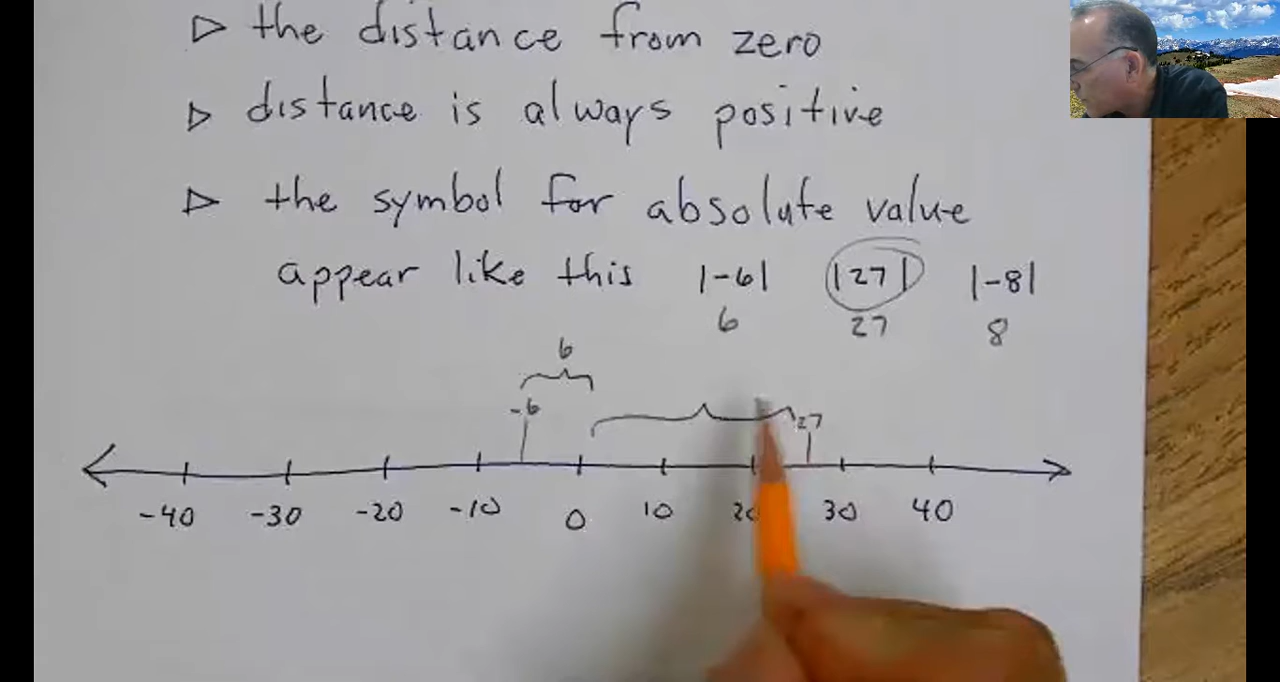 ▷ the distance from zero
▷ distance is always positive
▷ the symbol for absolute value
appear like this |-6| |27| |-8|
6 27 8
6
-6 27
-40 -30 -20 -10 0 10 20 30 40